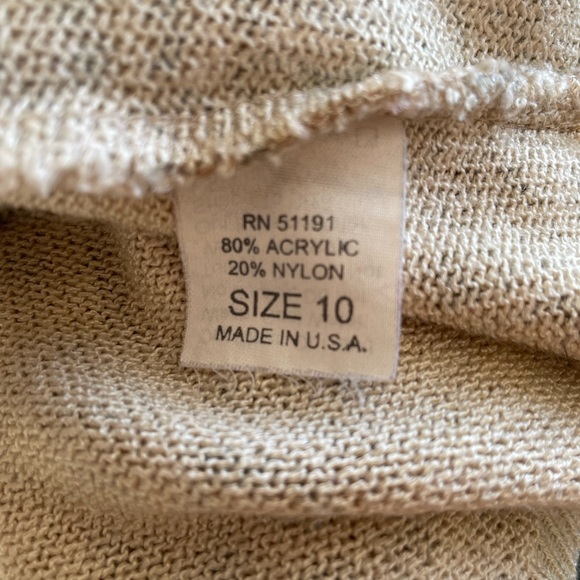 RN 51191
80% ACRYLIC
20% NYLON
SIZE 10
MADE IN U.S.A.